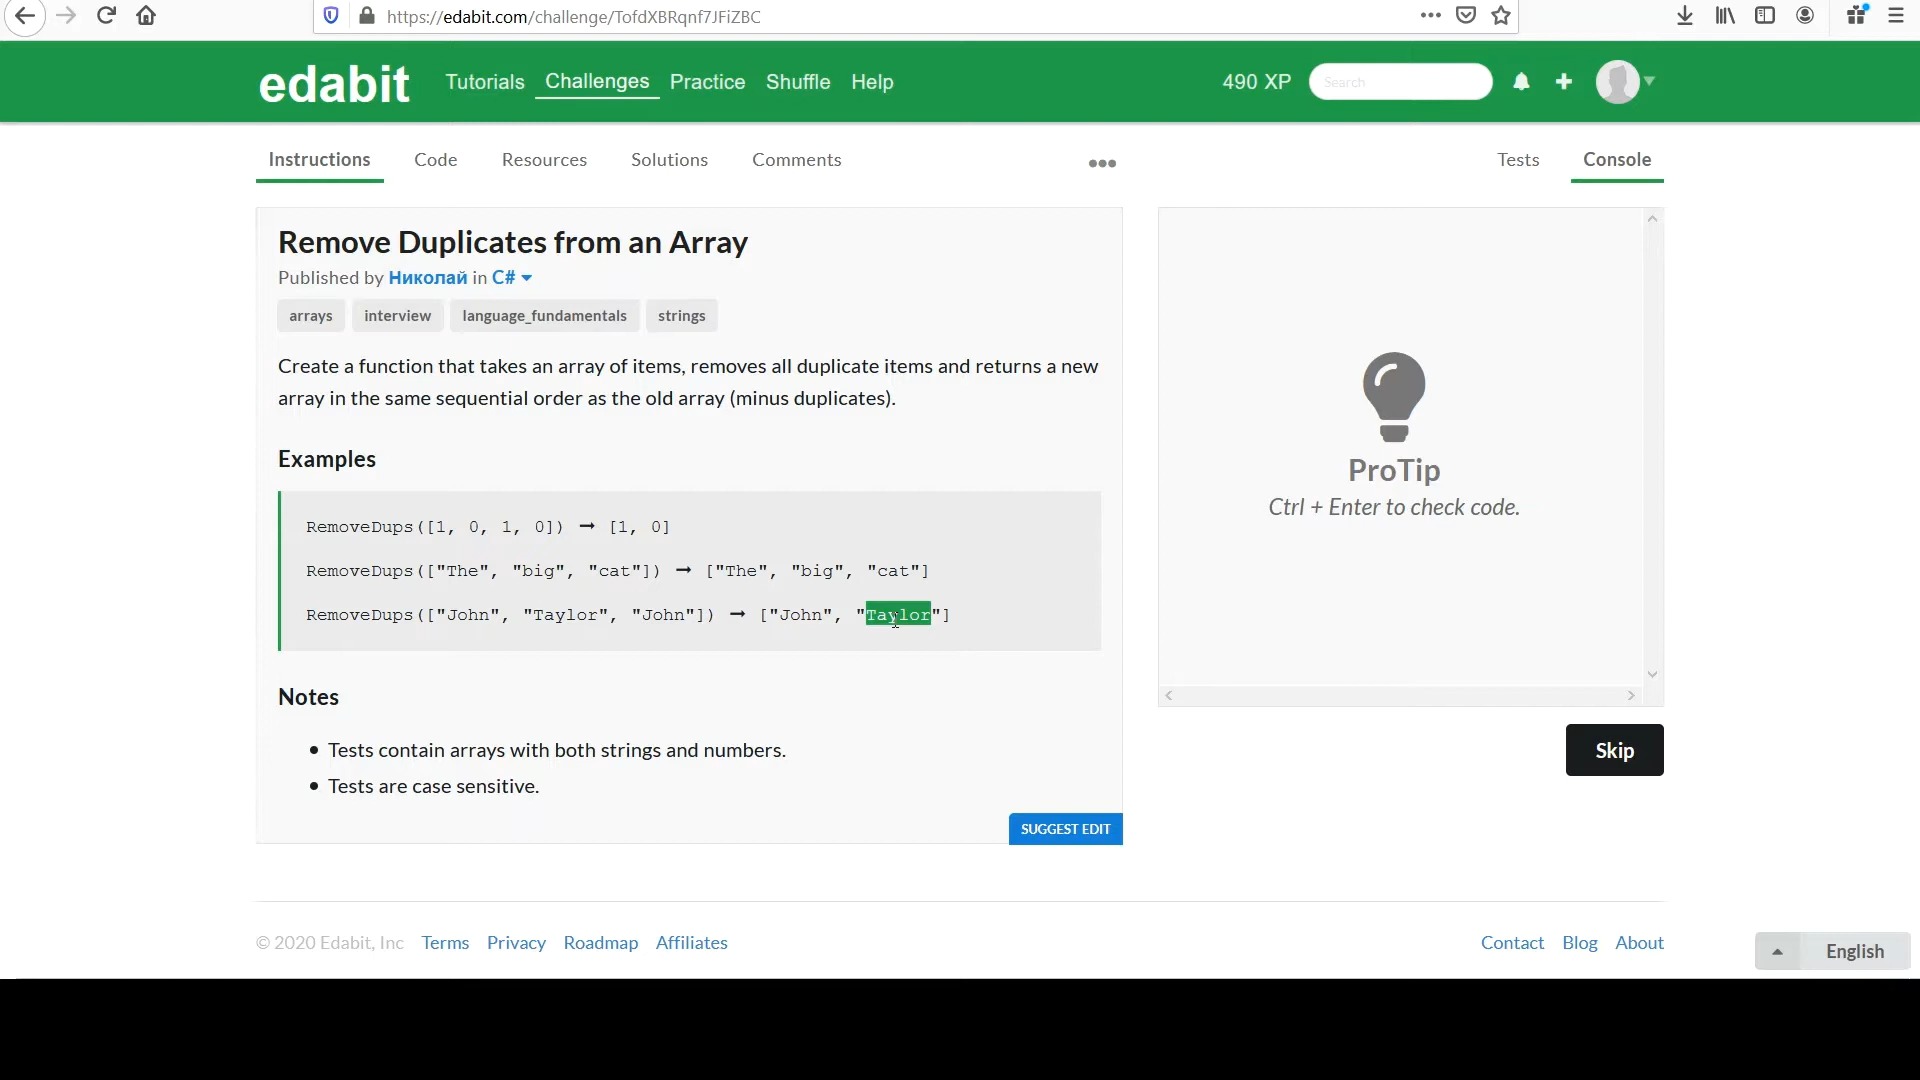 https://edabit.com/challenge/TofdXBRqnf7JFiZBC
edabit Tutorials Challenges Practice Shuffle Help 490 XP Search
Instructions Code Resources Solutions Comments Tests Console
Remove Duplicates from an Array
Published by Николай in C#
arrays interview language_fundamentals strings
Create a function that takes an array of items, removes all duplicate items and returns a new
array in the same sequential order as the old array (minus duplicates).
Examples
RemoveDups([1, 0, 1, 0]) ➞ [1, 0]
RemoveDups(["The", "big", "cat"]) ➞ ["The", "big", "cat"]
RemoveDups(["John", "Taylor", "John"]) ➞ ["John", "Taylor"]
Notes
Tests contain arrays with both strings and numbers.
Tests are case sensitive.
SUGGEST EDIT
ProTip
Ctrl + Enter to check code.
Skip
© 2020 Edabit, Inc Terms Privacy Roadmap Affiliates Contact Blog About
English